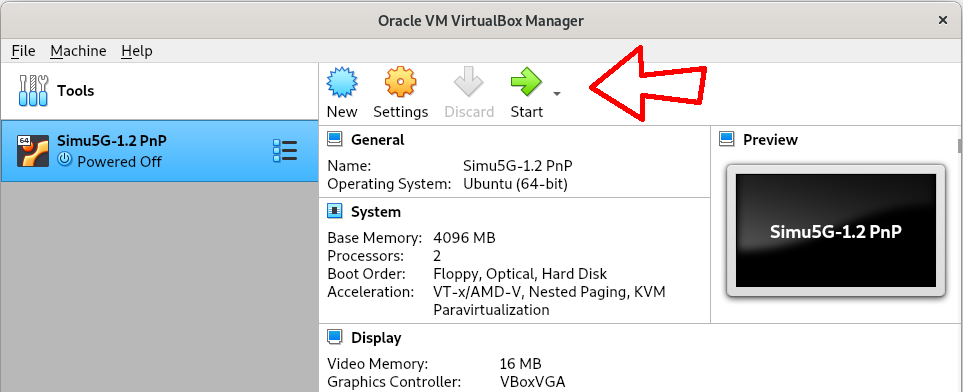 Oracle VM VirtualBox Manager
File Machine Help
Tools
New Settings Discard Start
64
Simu5G-1.2 PnP
Powered Off
General
Name: Simu5G-1.2 PnP
Operating System: Ubuntu (64-bit)
System
Base Memory: 4096 MB
Processors: 2
Boot Order: Floppy, Optical, Hard Disk
Acceleration: VT-x/AMD-V, Nested Paging, KVM
Paravirtualization
Display
Video Memory: 16 MB
Graphics Controller: VBoxVGA
Preview
Simu5G-1.2 PnP